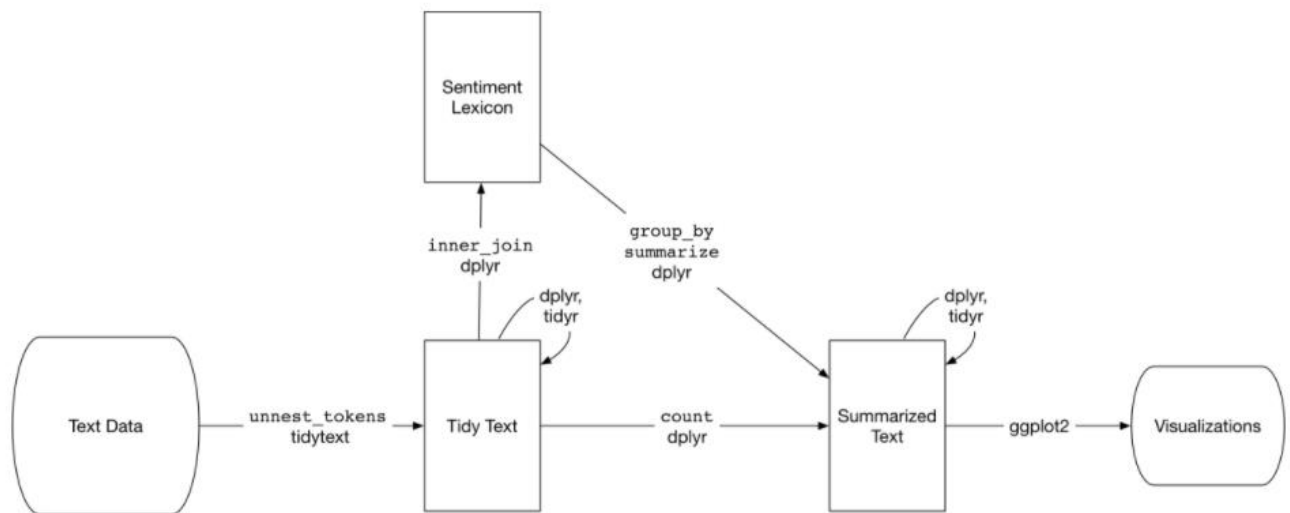 Sentiment
Lexicon
inner_join
dplyr
group_by
summarize
dplyr
dplyr,
tidyr
dplyr,
tidyr
Text Data
unnest_tokens
tidytext
Tidy Text
count
dplyr
Summarized
Text
ggplot2
Visualizations